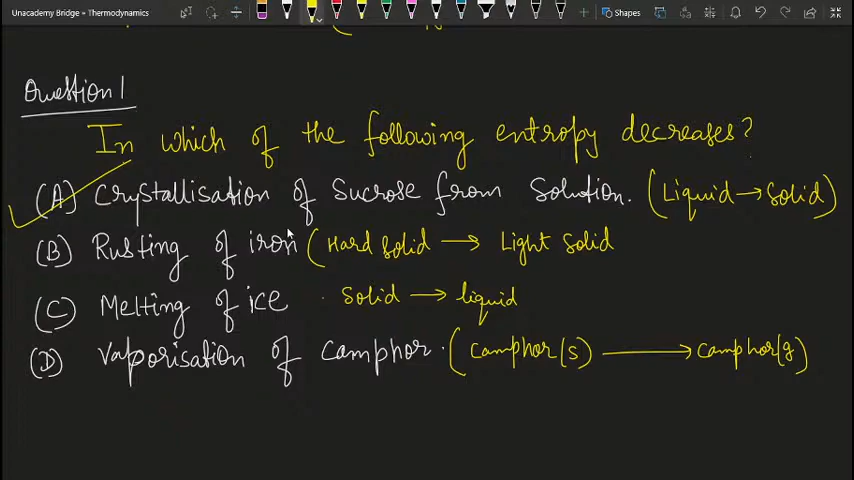 Unacademy Bridge + Thermodynamics
Shapes
Question 1
In which of the following entropy decreases?
(A) Crystallisation of Sucrose from Solution. (Liquid → Solid)
(B) Rusting of iron (Hard Solid → Light Solid
(C) Melting of ice . Solid → liquid
(D) vaporisation of camphor. (Camphor(s) → camphor(g)